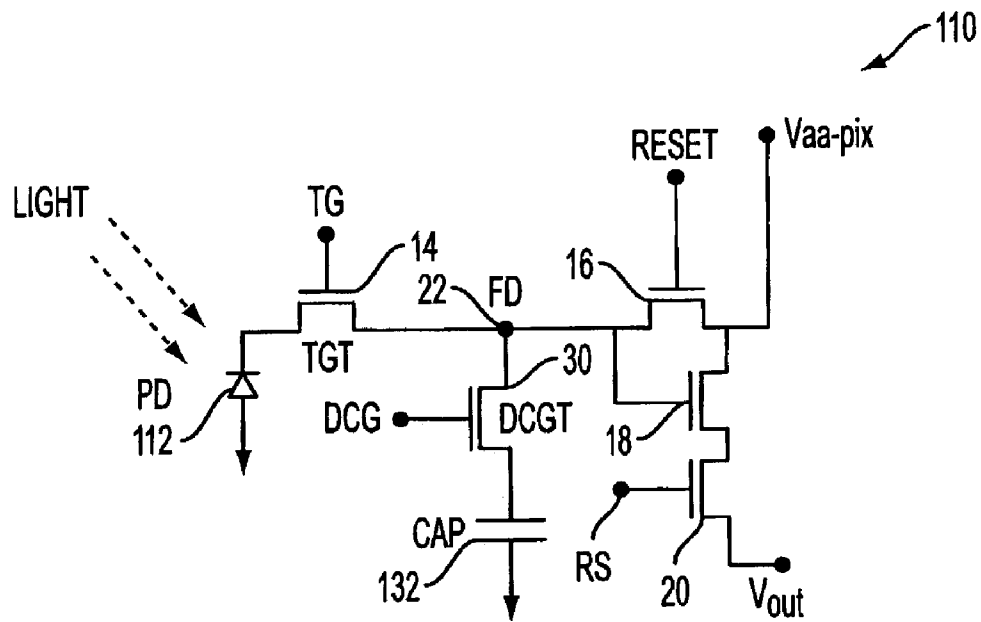 110
Vaa-pix
RESET
LIGHT
TG
14
16
22
FD
TGT
30
PD
112
DCG
DCGT
18
CAP
132
RS
20
Vout